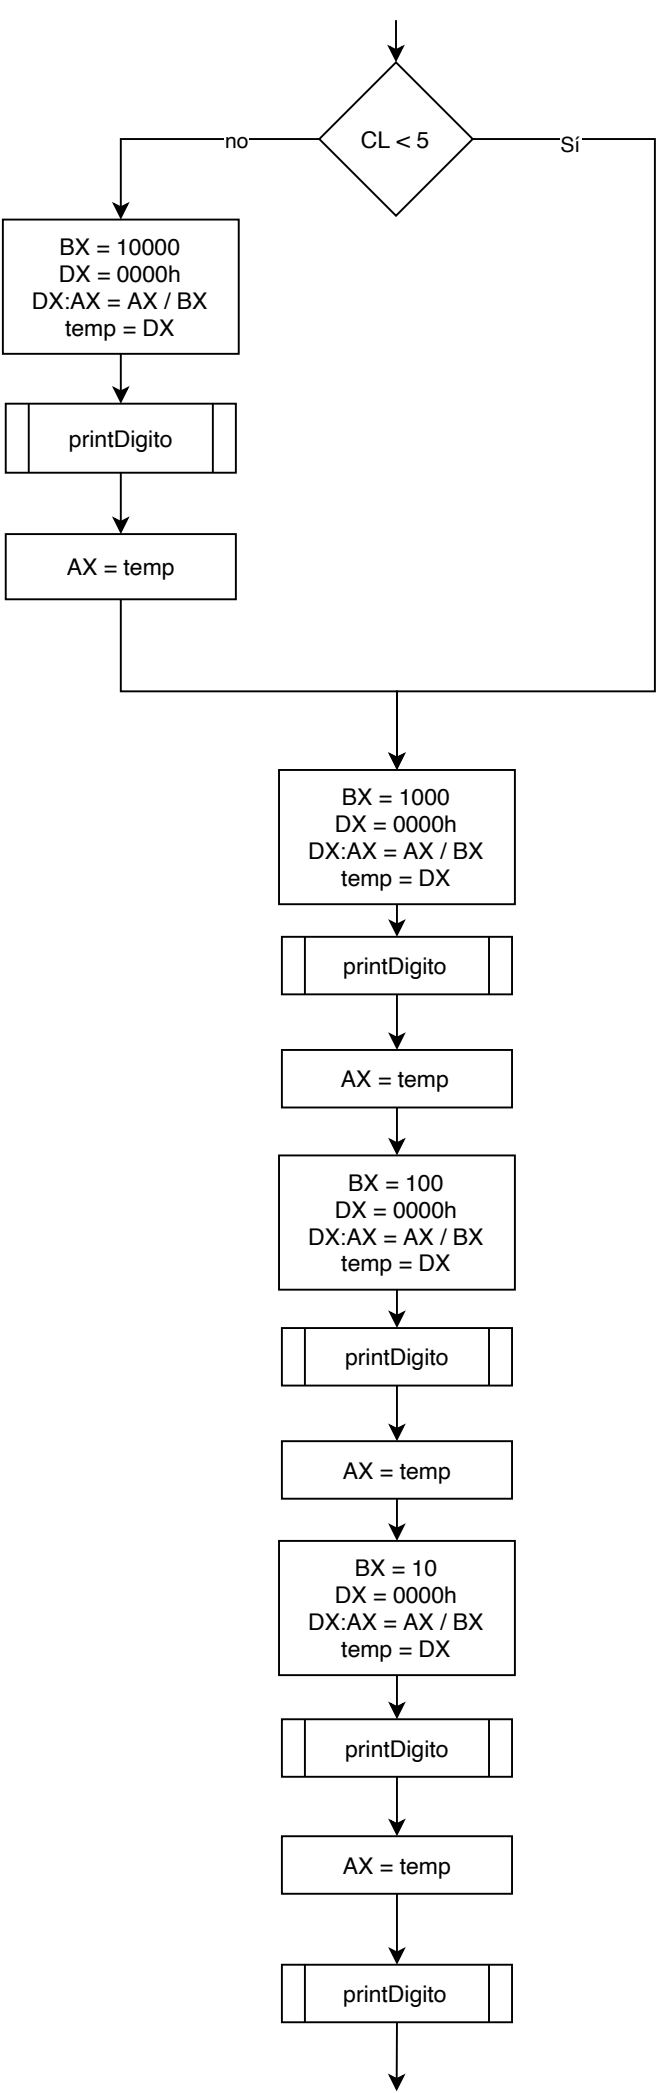 CL < 5
no
Sí
BX = 10000
DX = 0000h
DX:AX = AX / BX
temp = DX
printDigito
AX = temp
BX = 1000
DX = 0000h
DX:AX = AX / BX
temp = DX
printDigito
AX = temp
BX = 100
DX = 0000h
DX:AX = AX / BX
temp = DX
printDigito
AX = temp
BX = 10
DX = 0000h
DX:AX = AX / BX
temp = DX
printDigito
AX = temp
printDigito